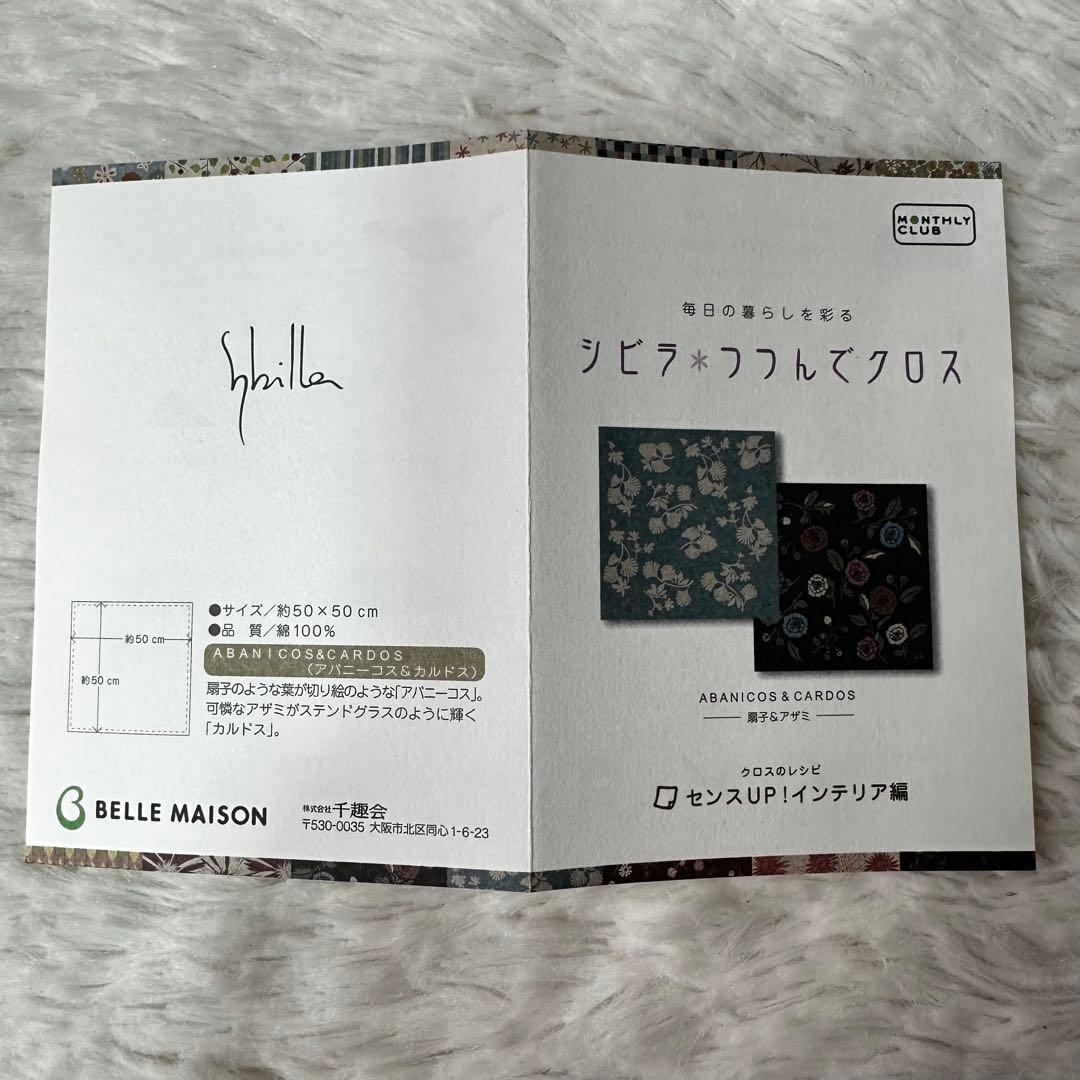 Sybilla
約50 cm
約50 cm
●サイズ／約50×50 cm
●品　質／綿100%
ABANICOS&CARDOS
（アバニーコス＆カルドス）
扇子のような葉が切り絵のような「アバニーコス」。
可憐なアザミがステンドグラスのように輝く
「カルドス」。
BELLE MAISON
株式会社千趣会
〒530-0035 大阪市北区同心1-6-23
MONTHLY
CLUB
毎日の暮らしを彩る
シビラ＊つつんでクロス
ABANICOS＆CARDOS
扇子＆アザミ
クロスのレシピ
センスUP！インテリア編